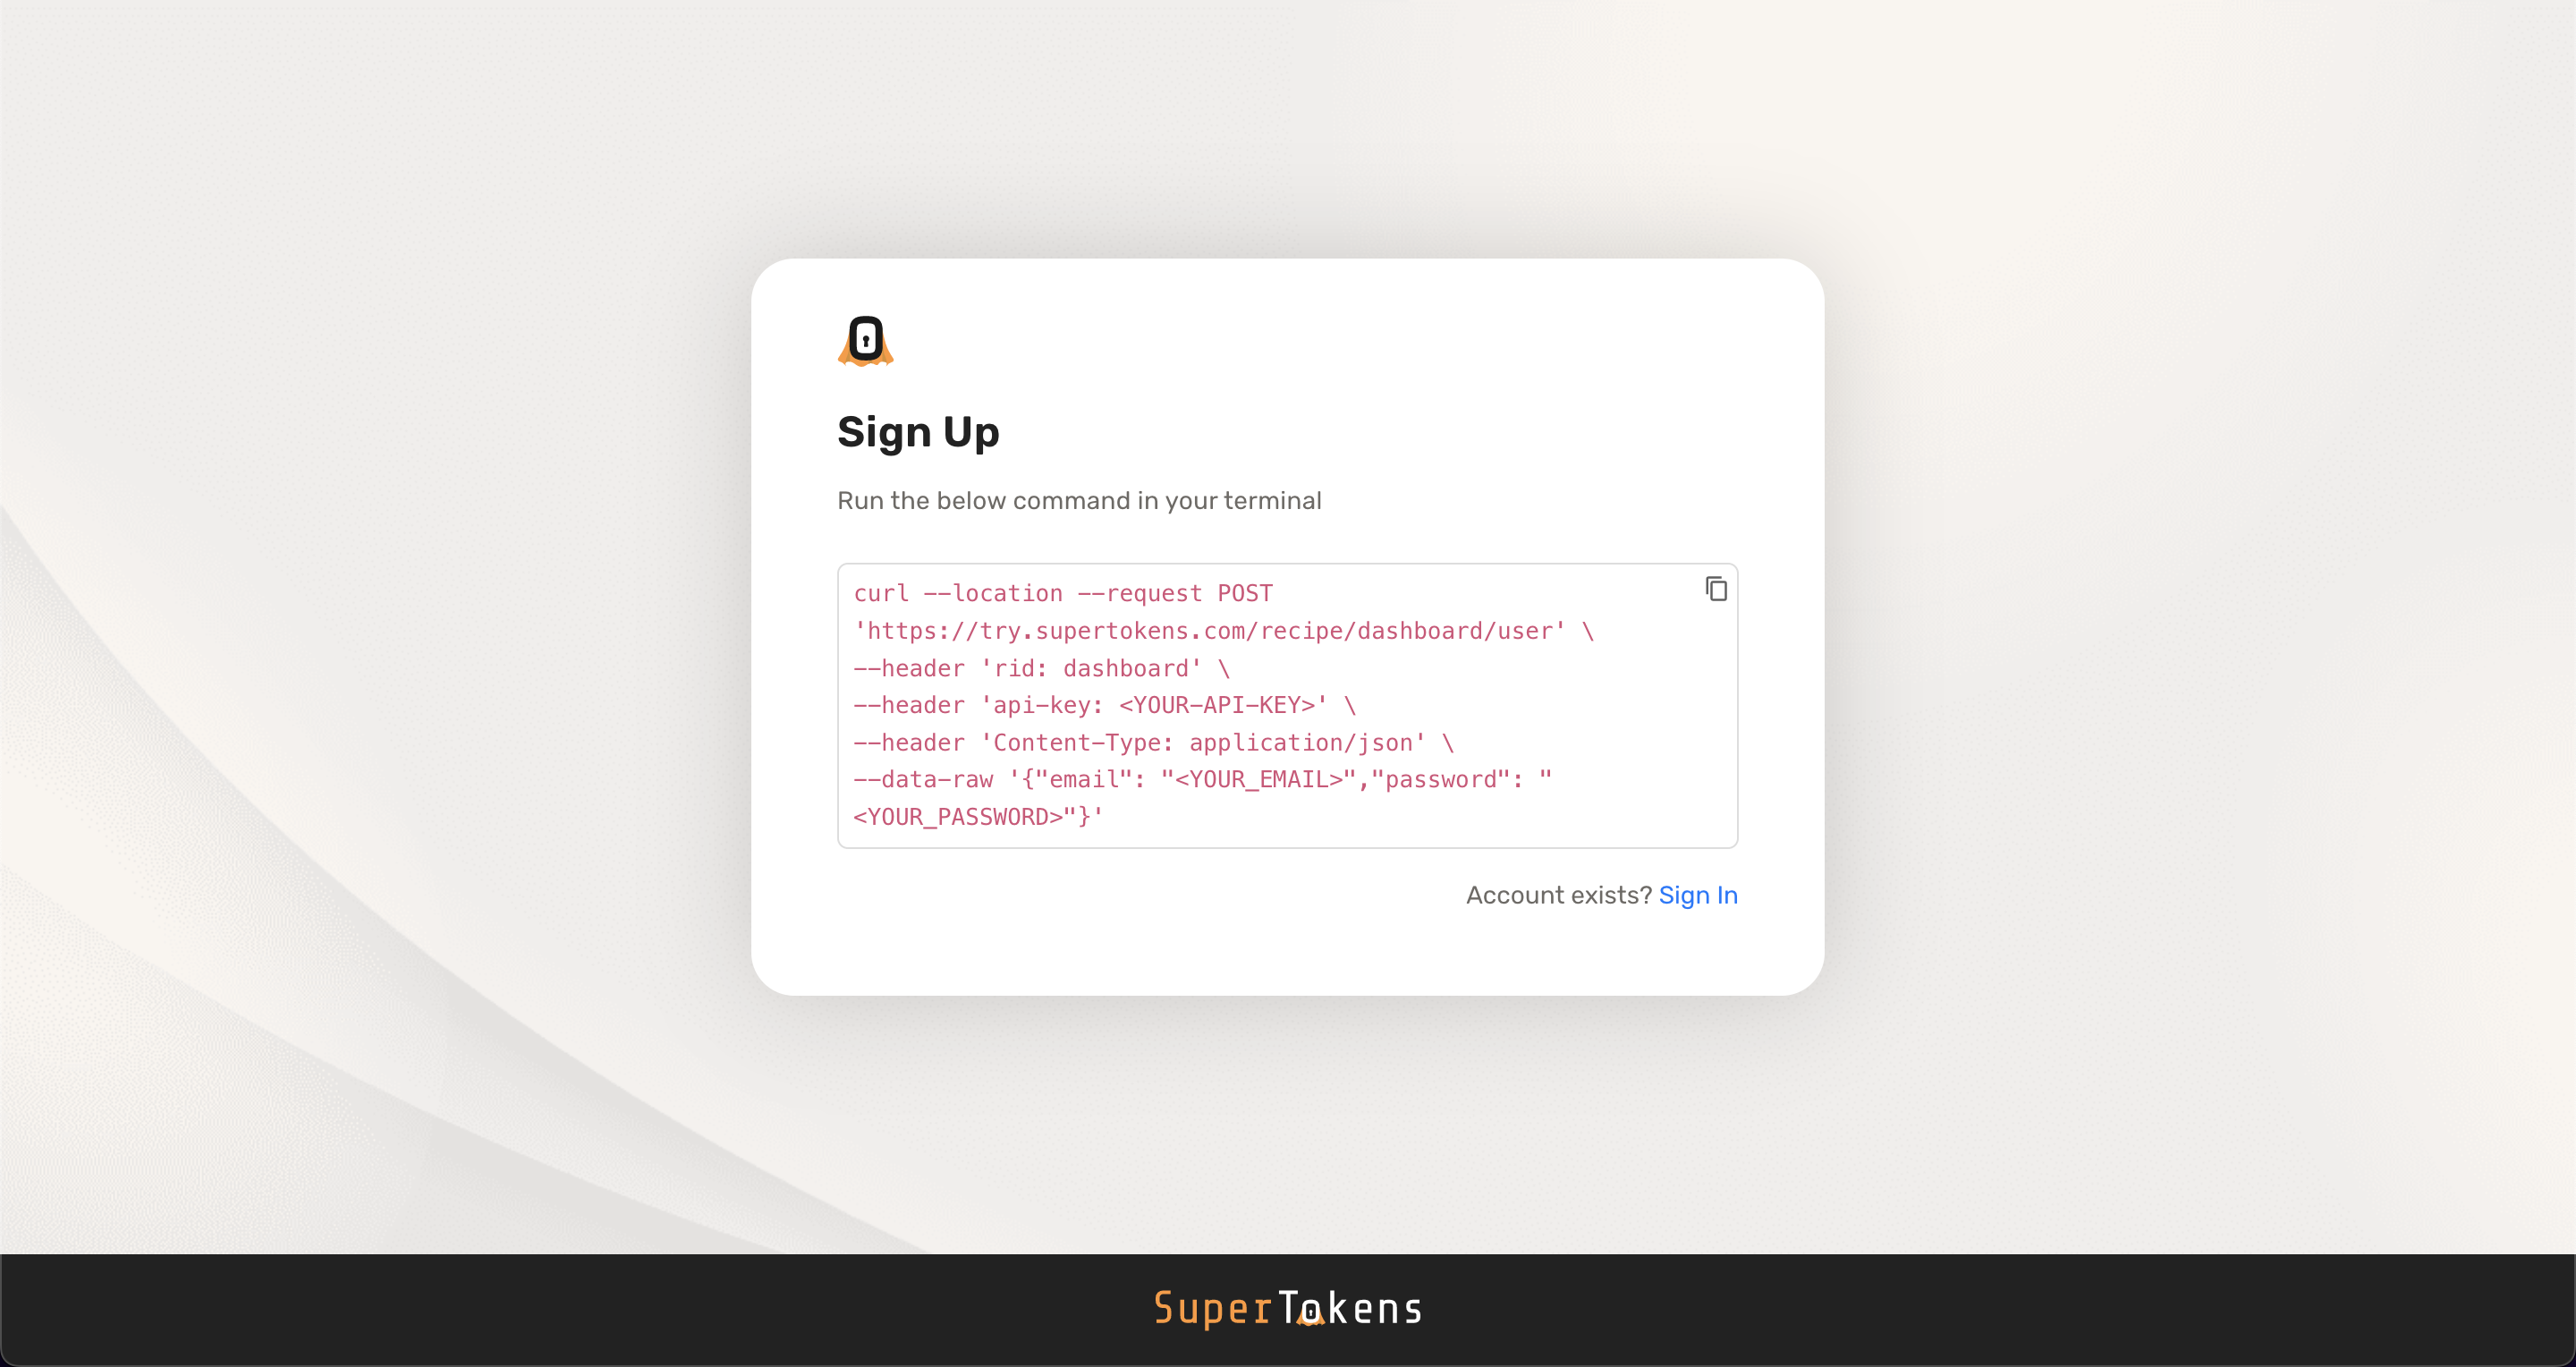 Sign Up
Run the below command in your terminal
curl --location --request POST
'https://try.supertokens.com/recipe/dashboard/user' \
--header 'rid: dashboard' \
--header 'api-key: <YOUR-API-KEY>' \
--header 'Content-Type: application/json' \
--data-raw '{"email": "<YOUR_EMAIL>","password": "
<YOUR_PASSWORD>"}'
Account exists? Sign In
SuperTokens